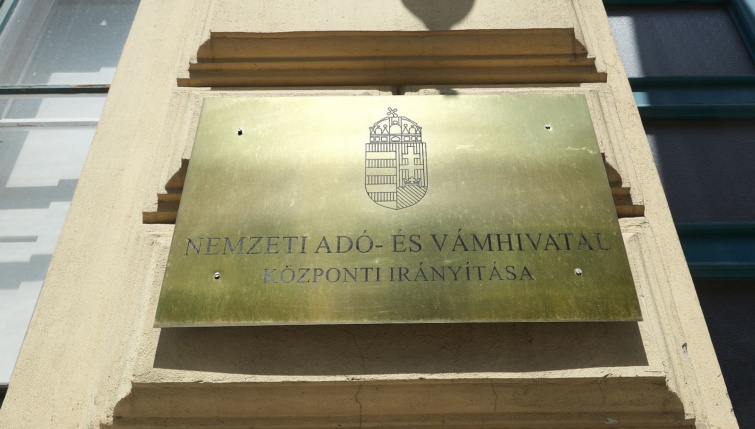 NEMZETI ADÓ- ÉS VÁMHIVATAL
KÖZPONTI IRÁNYÍTÁSA